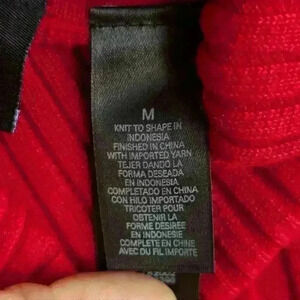 M
KNIT TO SHAPE IN
INDONESIA
FINISHED IN CHINA
WITH IMPORTED YARN
TEJER DANDO LA
FORMA DESEADA
EN INDONESIA
COMPLETADO EN CHINA
CON HILO IMPORTADO
TRICOTER POUR
OBTENIR LA
FORME DÉSIRÉE
EN INDONESIE
COMPLETE EN CHINE
AVEC DU FIL IMPORTE